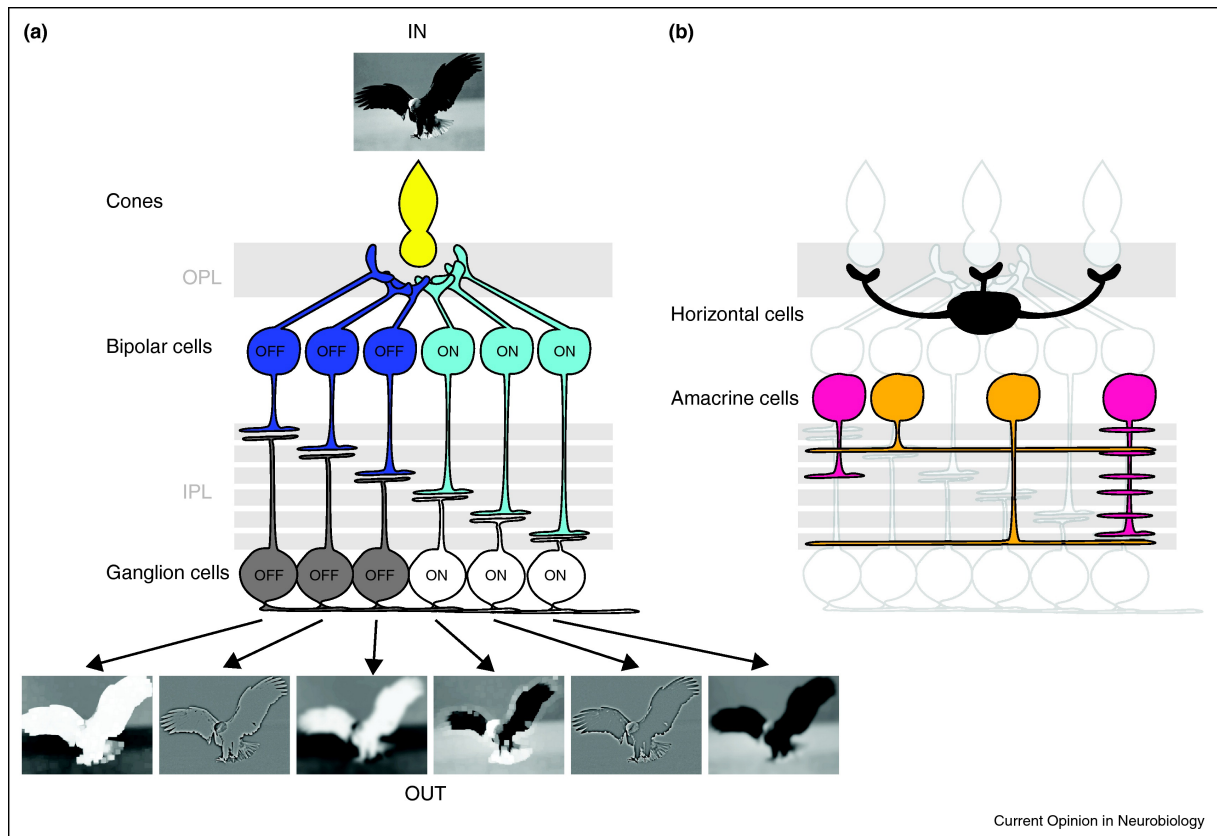 (a)
IN
Cones
OPL
Bipolar cells
OFF OFF OFF ON ON ON
IPL
Ganglion cells
OFF OFF OFF ON ON ON
OUT
(b)
Horizontal cells
Amacrine cells
Current Opinion in Neurobiology